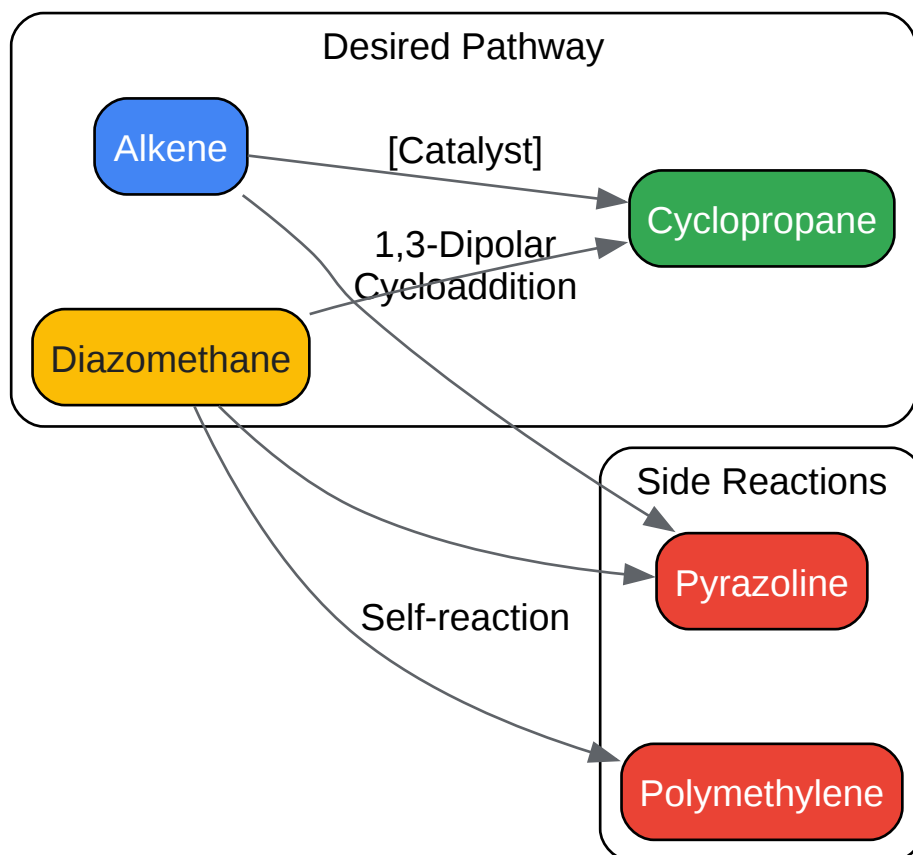 Desired Pathway
Alkene
[Catalyst]
Cyclopropane
1,3-Dipolar
Cycloaddition
Diazomethane
Side Reactions
Pyrazoline
Self-reaction
Polymethylene